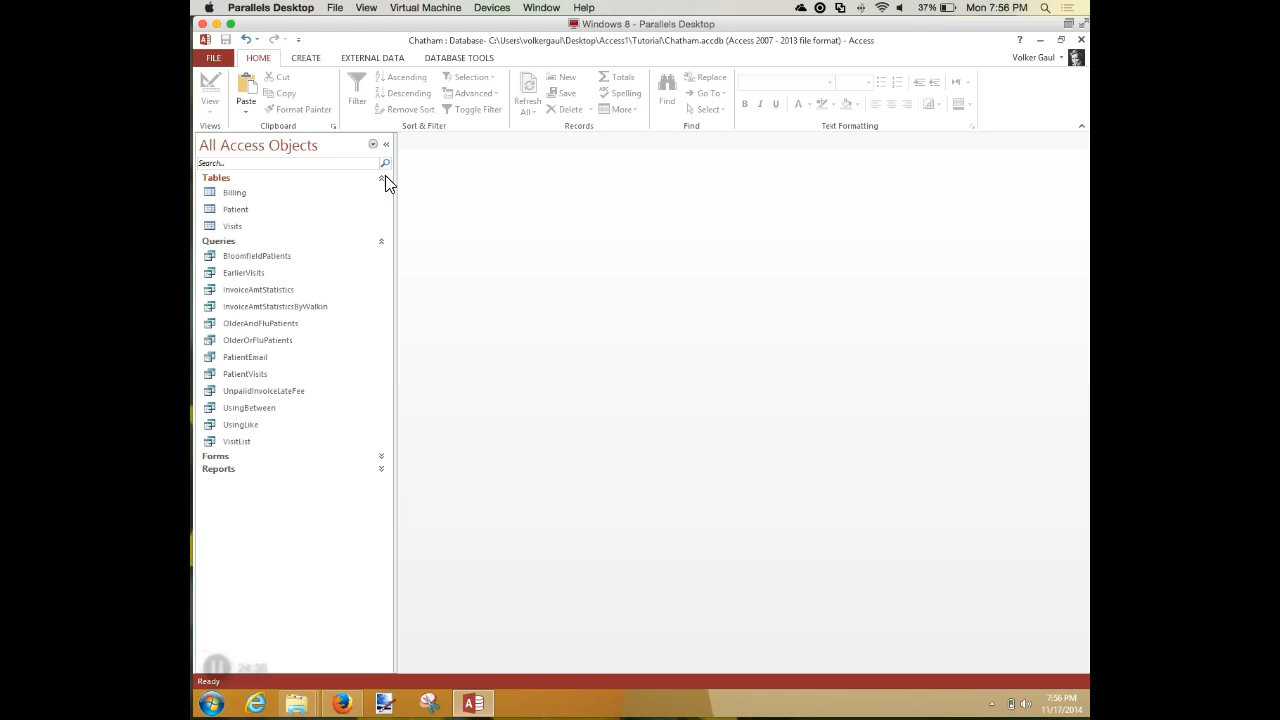 Parallels Desktop File View Virtual Machine Devices Window Help 37% Mon 7:56 PM
Windows 8 - Parallels Desktop
Chatham : Database- C:\Users\volkergaul\Desktop\Access1\Tutorial\Chatham.accdb (Access 2007 - 2013 file format) - Access
FILE HOME CREATE EXTERNAL DATA DATABASE TOOLS Volker Gaul
Cut Ascending Selection New Totals Replace
View Paste Copy Filter Descending Advanced Refresh All Save Spelling Find Go To
Format Painter Remove Sort Toggle Filter Delete More Select
B I U A
Views Clipboard Sort & Filter Records Find Text Formatting
All Access Objects
Search...
Tables
Billing
Patient
Visits
Queries
BloomfieldPatients
EarlierVisits
InvoiceAmtStatistics
InvoiceAmtStatisticsByWalkin
OlderAndFluPatients
OlderOrFluPatients
PatientEmail
PatientVisits
UnpaidInvoiceLateFee
UsingBetween
UsingLike
VisitList
Forms
Reports
24:38
Ready
7:56 PM
11/17/2014